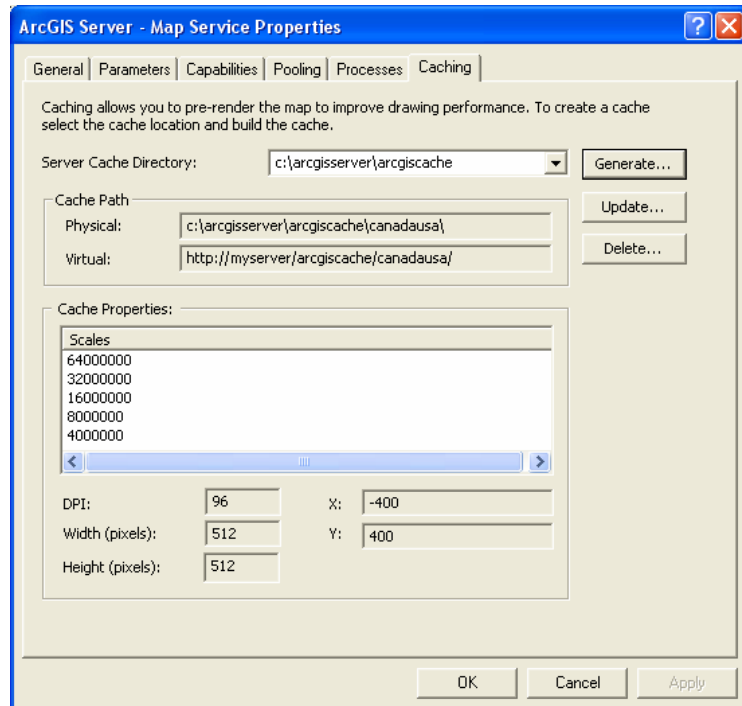 ArcGIS Server - Map Service Properties
General Parameters Capabilities Pooling Processes Caching
Caching allows you to pre-render the map to improve drawing performance. To create a cache
select the cache location and build the cache.
Server Cache Directory: c:\arcgisserver\arcgiscache Generate...
Cache Path Update...
Physical: c:\arcgisserver\arcgiscache\canadausa\
Virtual: http://myserver/arcgiscache/canadausa/ Delete...
Cache Properties:
Scales
64000000
32000000
16000000
8000000
4000000
DPI: 96 X: -400
Width (pixels): 512 Y: 400
Height (pixels): 512
OK Cancel Apply